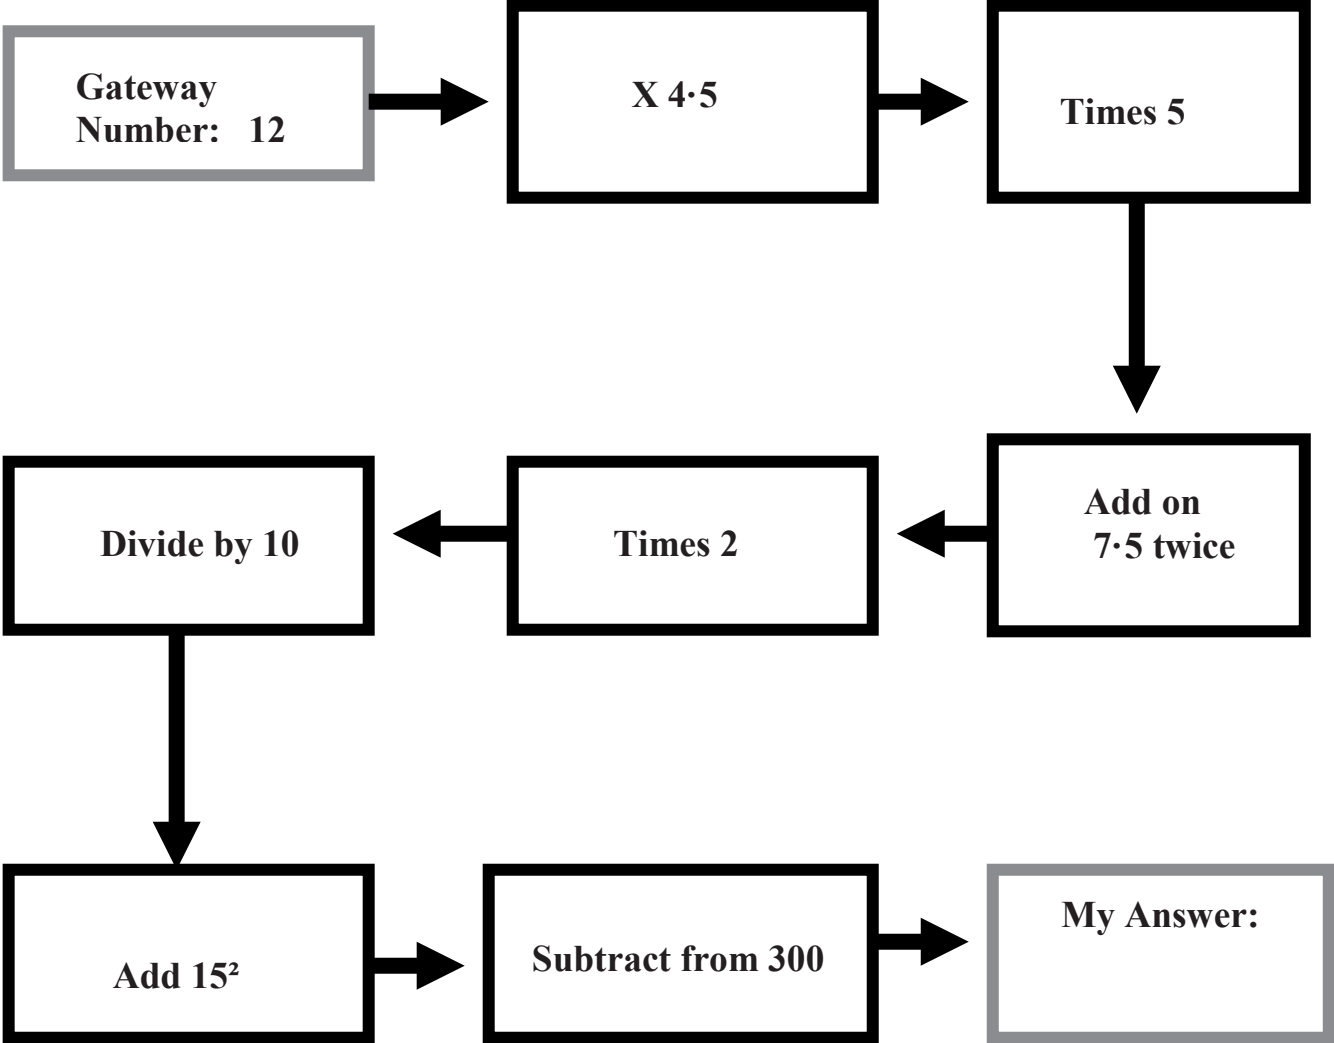 Gateway
Number: 12
X 4·5
Times 5
Add on
7·5 twice
Times 2
Divide by 10
Add 15²
Subtract from 300
My Answer: